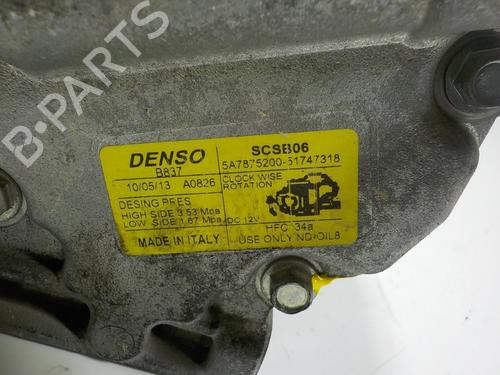 DENSO
B837
10/05/13 A0826
DESING PRES
HIGH SIDE 3.53 Mpa
LOW SIDE 1.67 Mpa
MADE IN ITALY
SCSB06
5A7875200-51747318
CLOCK WISE
ROTATION
DC 12V
HFC 134a
USE ONLY ND-OIL8
B-PARTS